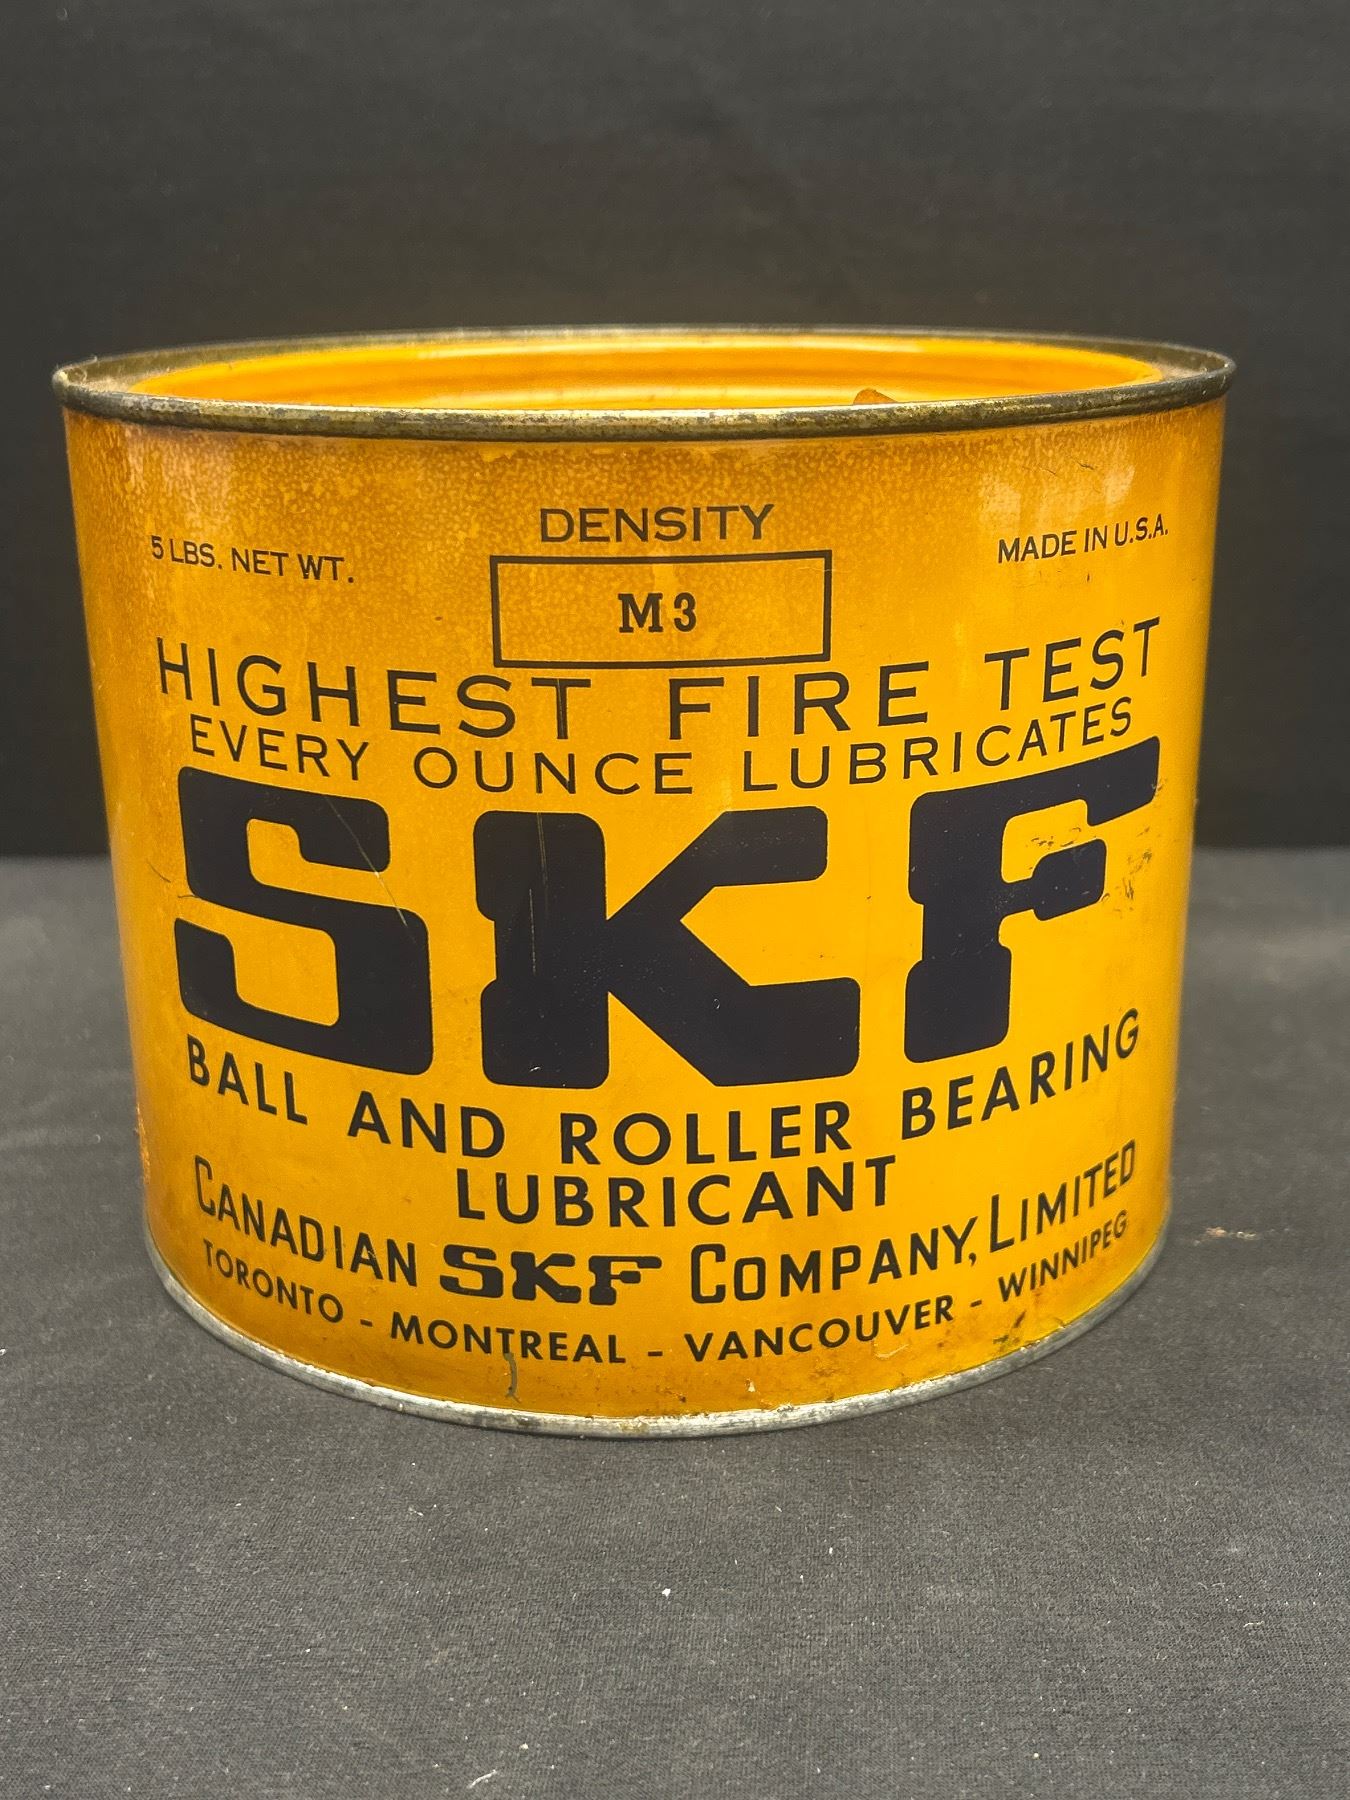 DENSITY
5 LBS. NET WT.
MADE IN U.S.A.
M3
HIGHEST FIRE TEST
EVERY OUNCE LUBRICATES
SKF
BALL AND ROLLER BEARING
LUBRICANT
CANADIAN SKF COMPANY, LIMITED
TORONTO - MONTREAL - VANCOUVER - WINNIPEG